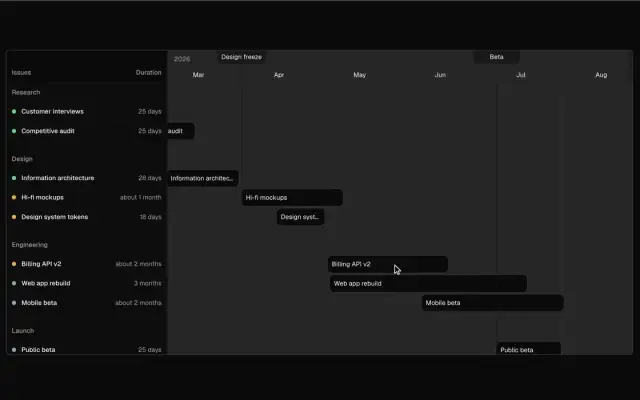 2026
Design freeze
Beta
Issues
Duration
Mar
Apr
May
Jun
Jul
Aug
Research
Customer interviews
25 days
Competitive audit
25 days
audit
Design
Information architecture
28 days
Information architec...
Hi-fi mockups
about 1 month
Hi-fi mockups
Design system tokens
18 days
Design syst...
Engineering
Billing API v2
about 2 months
Billing API v2
Web app rebuild
3 months
Web app rebuild
Mobile beta
about 2 months
Mobile beta
Launch
Public beta
25 days
Public beta